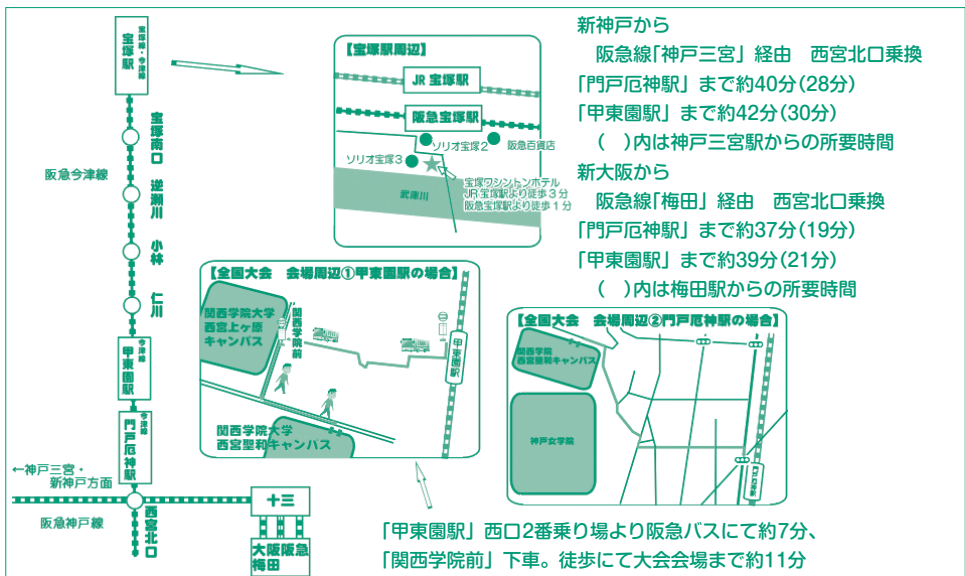 新神戸から
阪急線「神戸三宮」経由　西宮北口乗換
「門戸厄神駅」まで約40分(28分)
「甲東園駅」まで約42分(30分)
(　)内は神戸三宮駅からの所要時間
新大阪から
阪急線「梅田」経由　西宮北口乗換
「門戸厄神駅」まで約37分(19分)
「甲東園駅」まで約39分(21分)
(　)内は梅田駅からの所要時間
宝塚線・今津線
宝塚駅
宝塚南口
阪急今津線
逆瀬川
小林
仁川
今津線
甲東園駅
今津線
門戸厄神駅
←神戸三宮・
新神戸方面
阪急神戸線
西宮北口
十三
大阪阪急
梅田
【宝塚駅周辺】
JR 宝塚駅
阪急宝塚駅
ソリオ宝塚2
阪急百貨店
ソリオ宝塚3
宝塚ワシントンホテル
JR宝塚駅より徒歩３分
阪急宝塚駅より徒歩１分
武庫川
【全国大会　会場周辺①甲東園駅の場合】
関西学院大学
西宮上ヶ原
キャンパス
関西学院前
甲東園駅
関西学院大学
西宮聖和キャンパス
【全国大会　会場周辺②門戸厄神駅の場合】
関西学院
西宮聖和キャンパス
神戸女学院
門戸厄神駅
「甲東園駅」西口2番乗り場より阪急バスにて約7分、
「関西学院前」下車。徒歩にて大会会場まで約11分